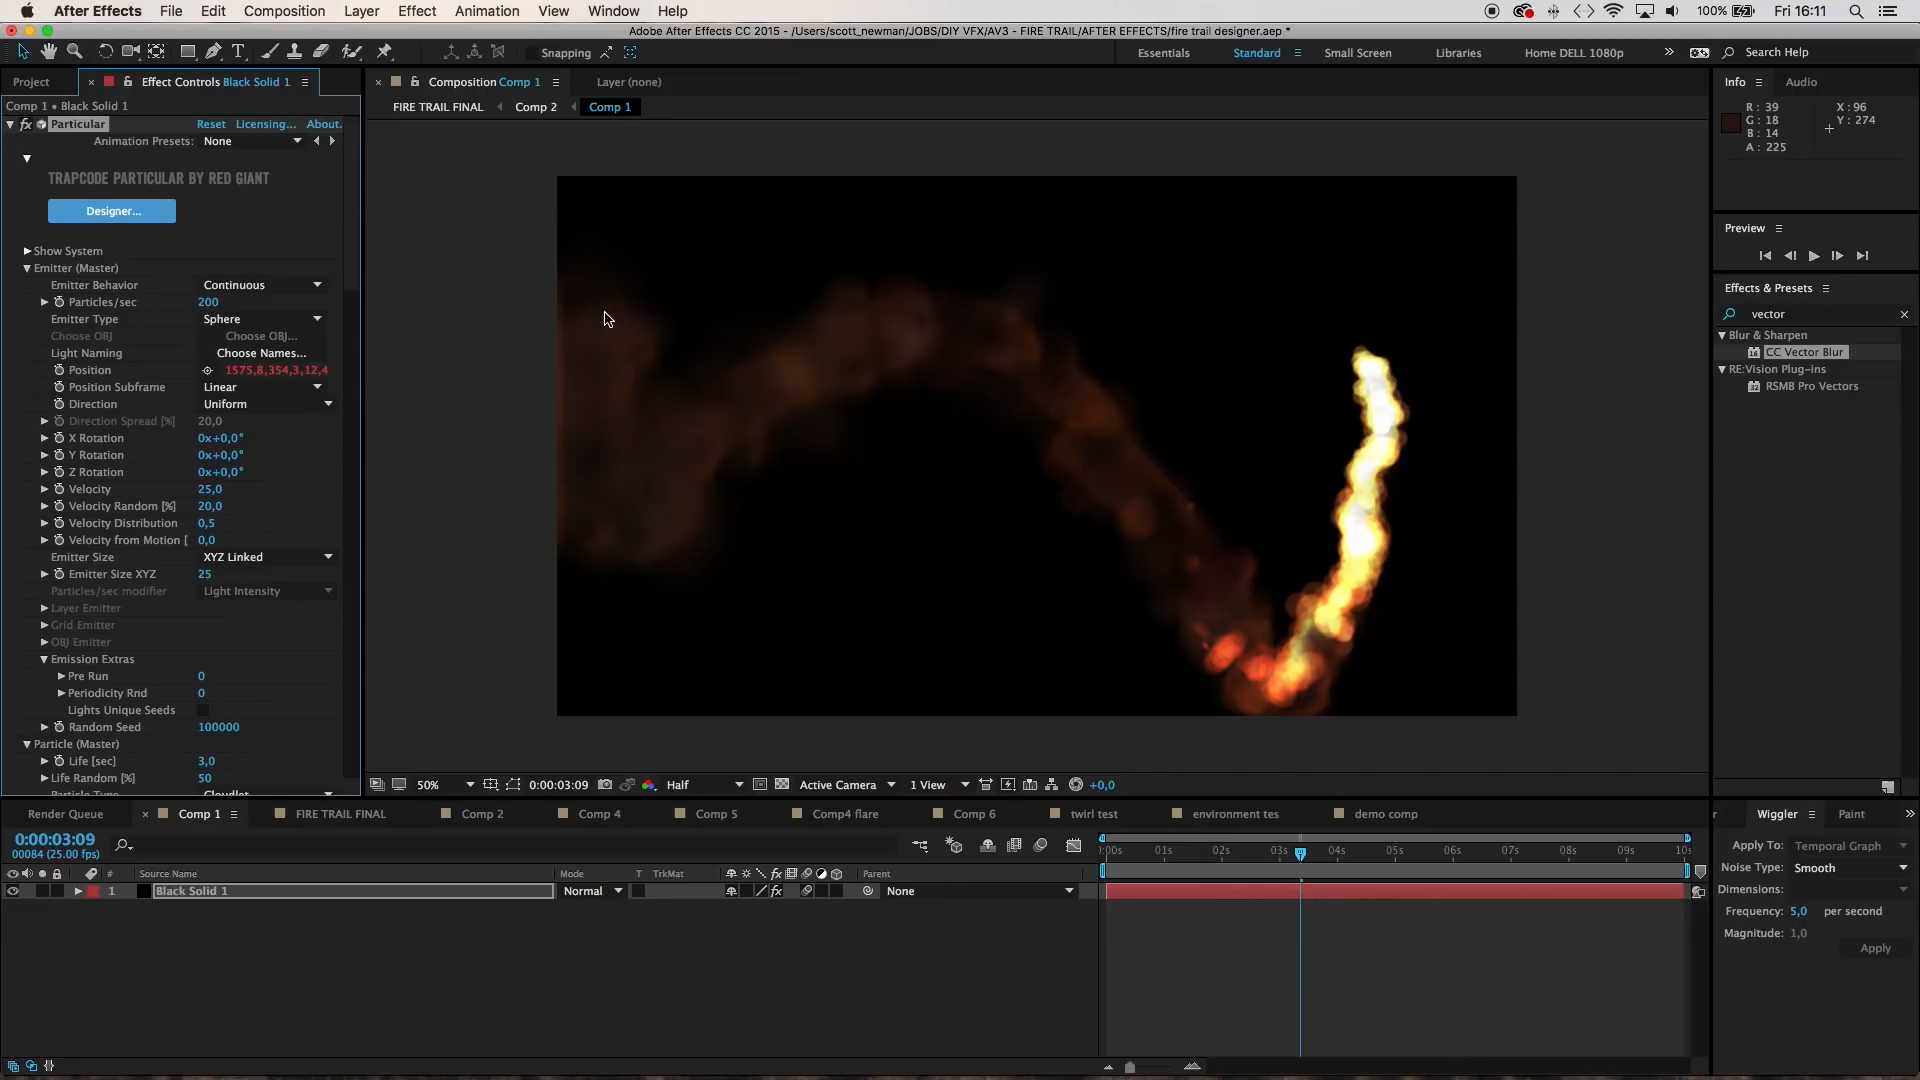 After Effects File Edit Composition Layer Effect Animation View Window Help 100% Fri 16:11
Adobe After Effects CC 2015 - /Users/scott_newman/JOBS/DIY VFX/AV3 - FIRE TRAIL/AFTER EFFECTS/fire trail designer.aep *
Snapping Essentials Standard Small Screen Libraries Home DELL 1080p Search Help
Project Effect Controls Black Solid 1
Comp 1 • Black Solid 1
fx Particular Reset Licensing... About.
Animation Presets: None
TRAPCODE PARTICULAR BY RED GIANT
Designer...
Show System
Emitter (Master)
Emitter Behavior Continuous
Particles/sec 200
Emitter Type Sphere
Choose OBJ Choose OBJ...
Light Naming Choose Names...
Position 1575,8,354,3,12,4
Position Subframe Linear
Direction Uniform
Direction Spread [%] 20,0
X Rotation 0x+0,0°
Y Rotation 0x+0,0°
Z Rotation 0x+0,0°
Velocity 25,0
Velocity Random [%] 20,0
Velocity Distribution 0,5
Velocity from Motion [ 0,0
Emitter Size XYZ Linked
Emitter Size XYZ 25
Particles/sec modifier Light Intensity
Layer Emitter
Grid Emitter
OBJ Emitter
Emission Extras
Pre Run 0
Periodicity Rnd 0
Lights Unique Seeds
Random Seed 100000
Particle (Master)
Life [sec] 3,0
Life Random [%] 50
Particle Type Cloudlet
Composition Comp 1 Layer (none)
FIRE TRAIL FINAL Comp 2 Comp 1
50% 0:00:03:09 Half Active Camera 1 View +0,0
Info Audio
R: 39 X: 96
G: 18 Y: 274
B: 14
A: 225
Preview
Effects & Presets
vector
Blur & Sharpen
CC Vector Blur
RE:Vision Plug-ins
RSMB Pro Vectors
Render Queue Comp 1 FIRE TRAIL FINAL Comp 2 Comp 4 Comp 5 Comp4 flare Comp 6 twirl test environment tes demo comp
0:00:03:09
00084 (25.00 fps)
:00s 01s 02s 03s 04s 05s 06s 07s 08s 09s 10s
# Source Name Mode T TrkMat fx Parent
1 Black Solid 1 Normal fx None
Wiggler Paint
Apply To: Temporal Graph
Noise Type: Smooth
Dimensions:
Frequency: 5,0 per second
Magnitude: 1,0
Apply